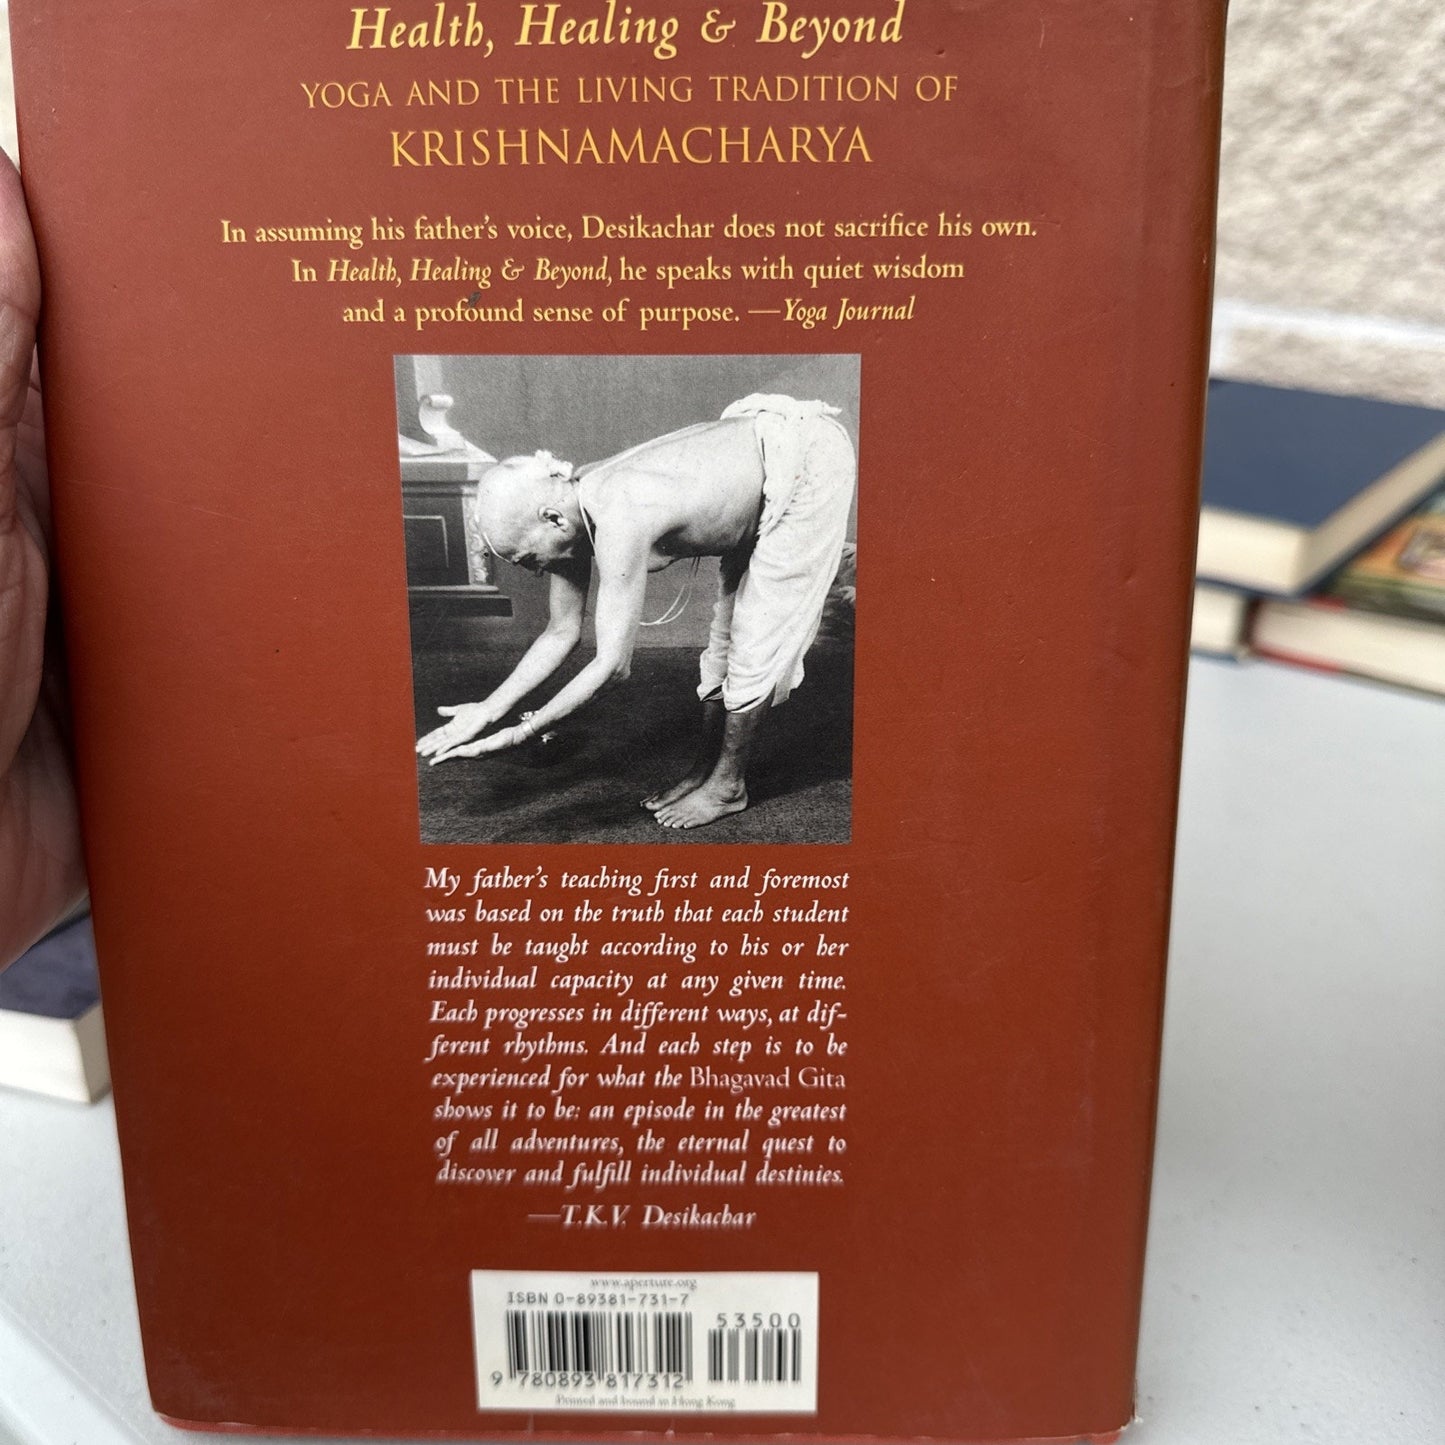 Health, Healing & Beyond
YOGA AND THE LIVING TRADITION OF
KRISHNAMACHARYA
In assuming his father's voice, Desikachar does not sacrifice his own.
In Health, Healing & Beyond, he speaks with quiet wisdom
and a profound sense of purpose. —Yoga Journal
My father's teaching first and foremost
was based on the truth that each student
must be taught according to his or her
individual capacity at any given time.
Each progresses in different ways, at dif-
ferent rhythms. And each step is to be
experienced for what the Bhagavad Gita
shows it to be: an episode in the greatest
of all adventures, the eternal quest to
discover and fulfill individual destinies.
—T.K.V. Desikachar
www.aperture.org
ISBN 0-89381-731-7
53500
9 780893 817312
Printed and bound in Hong Kong